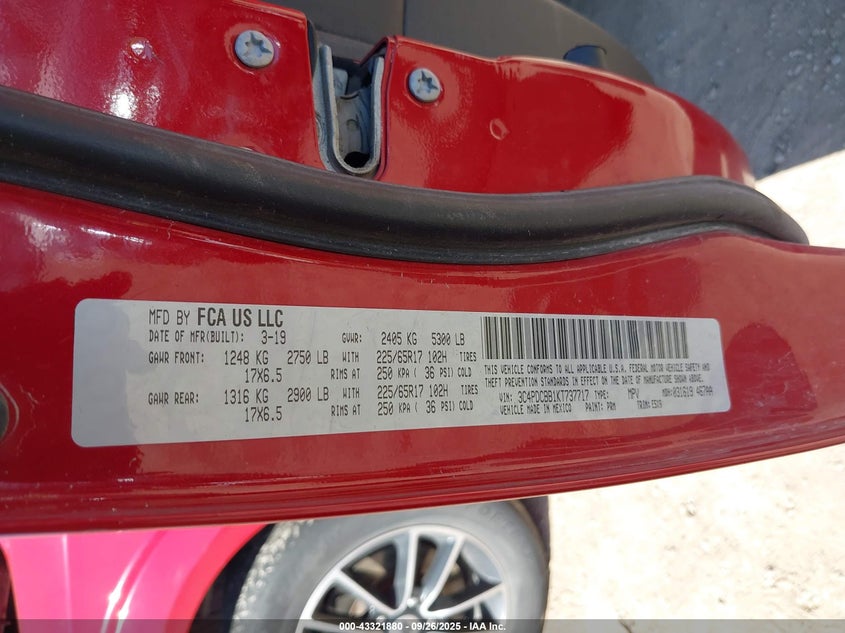 MFD BY FCA US LLC
DATE OF MFR(BUILT): 3-19 GVWR: 2405 KG 5300 LB
GAWR FRONT: 1248 KG 2750 LB WITH 225/65R17 102H TIRES
17X6.5 RIMS AT 250 KPA ( 36 PSI) COLD
GAWR REAR: 1316 KG 2900 LB WITH 225/65R17 102H TIRES
17X6.5 RIMS AT 250 KPA ( 36 PSI) COLD
THIS VEHICLE CONFORMS TO ALL APPLICABLE U.S.A. FEDERAL MOTOR VEHICLE SAFETY AND
THEFT PREVENTION STANDARDS IN EFFECT ON THE DATE OF MANUFACTURE SHOWN ABOVE.
VIN: 3C4PDCBB1KT737717 TYPE: MPV MDH: 031619 467AA
VEHICLE MADE IN MEXICO PAINT: PRM TRIM: E5X9
000-43321880 - 09/26/2025 - IAA Inc.